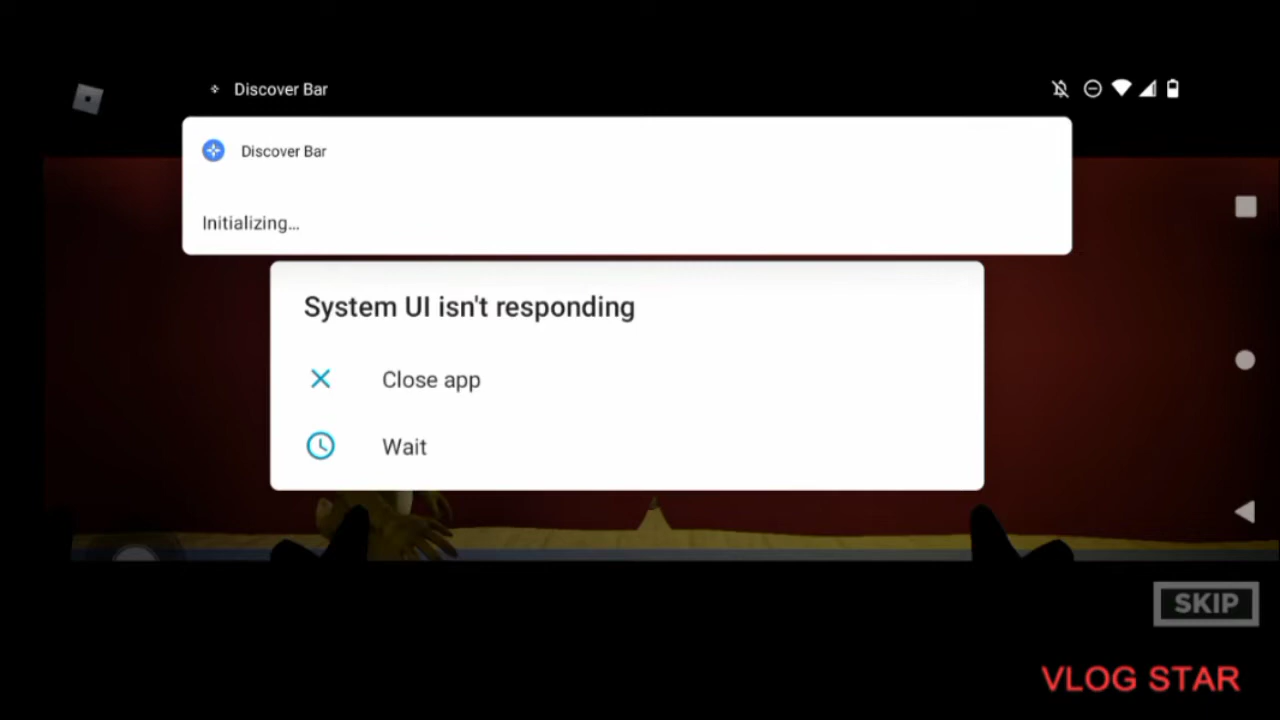 Discover Bar
Discover Bar
Initializing...
System UI isn't responding
Close app
Wait
SKIP
VLOG STAR